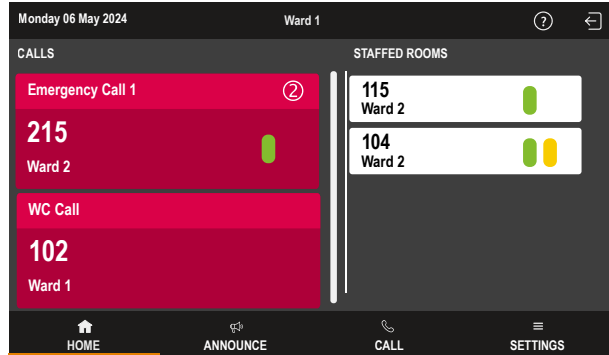 Monday 06 May 2024
Ward 1
?
CALLS
STAFFED ROOMS
Emergency Call 1
2
215
Ward 2
WC Call
102
Ward 1
115
Ward 2
104
Ward 2
HOME
ANNOUNCE
CALL
SETTINGS